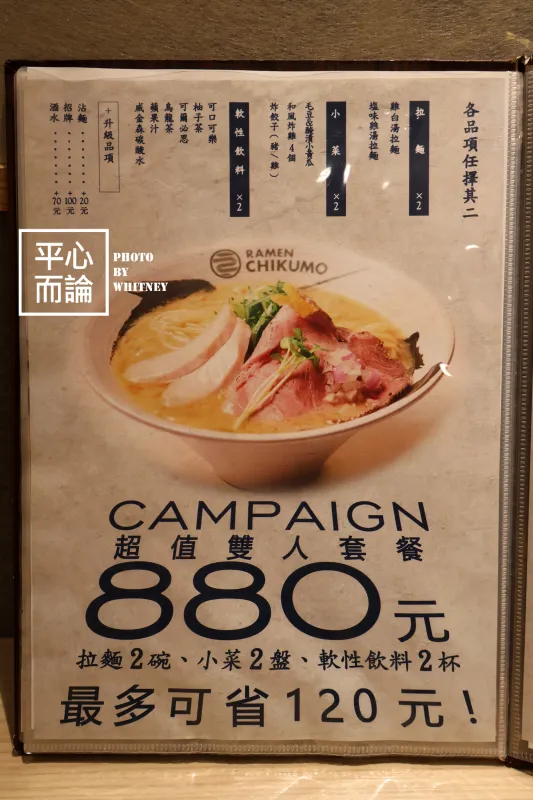 各品項任擇其二
拉麵 ×2
雞白湯拉麵
塩味雞湯拉麵
小菜 ×2
毛豆&醃漬小黃瓜
和風炸雞4個
炸餃子(豬/雞)
軟性飲料 ×2
可口可樂
柚子茶
可爾必思
烏龍茶
蘋果汁
威金森碳酸水
+升級品項
沾麵········+20元
招牌········+100元
酒水········+70元
平心
而論
PHOTO
BY
WHITNEY
RAMEN
CHIKUMO
CAMPAIGN
超值雙人套餐
880元
拉麵2碗、小菜2盤、軟性飲料2杯
最多可省120元!